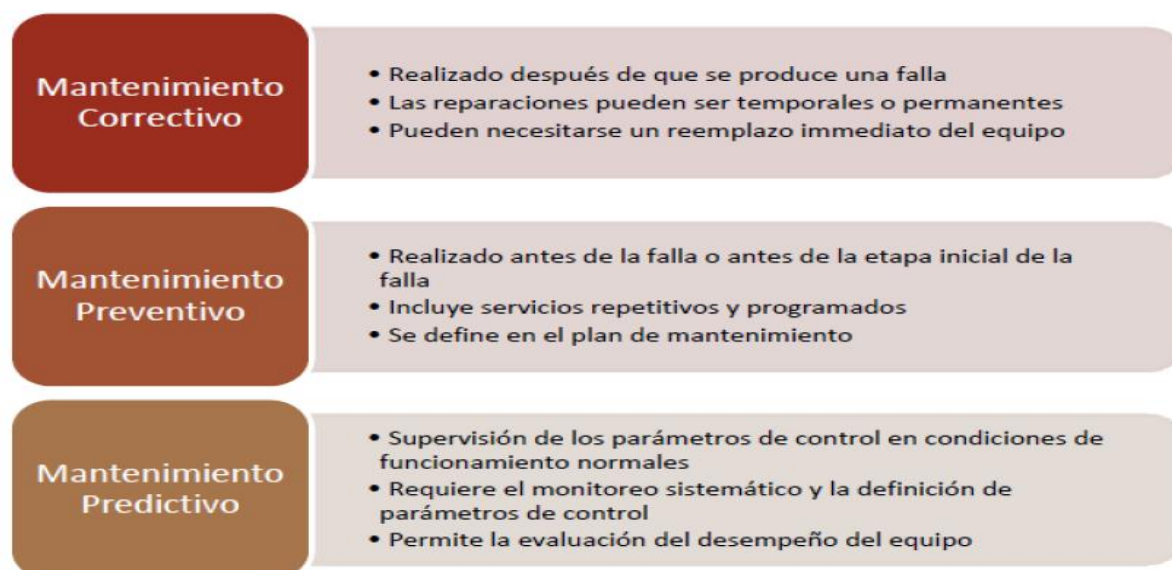 Mantenimiento
Correctivo
• Realizado después de que se produce una falla
• Las reparaciones pueden ser temporales o permanentes
• Pueden necesitarse un reemplazo immediato del equipo
Mantenimiento
Preventivo
• Realizado antes de la falla o antes de la etapa inicial de la
falla
• Incluye servicios repetitivos y programados
• Se define en el plan de mantenimiento
Mantenimiento
Predictivo
• Supervisión de los parámetros de control en condiciones de
funcionamiento normales
• Requiere el monitoreo sistemático y la definición de
parámetros de control
• Permite la evaluación del desempeño del equipo